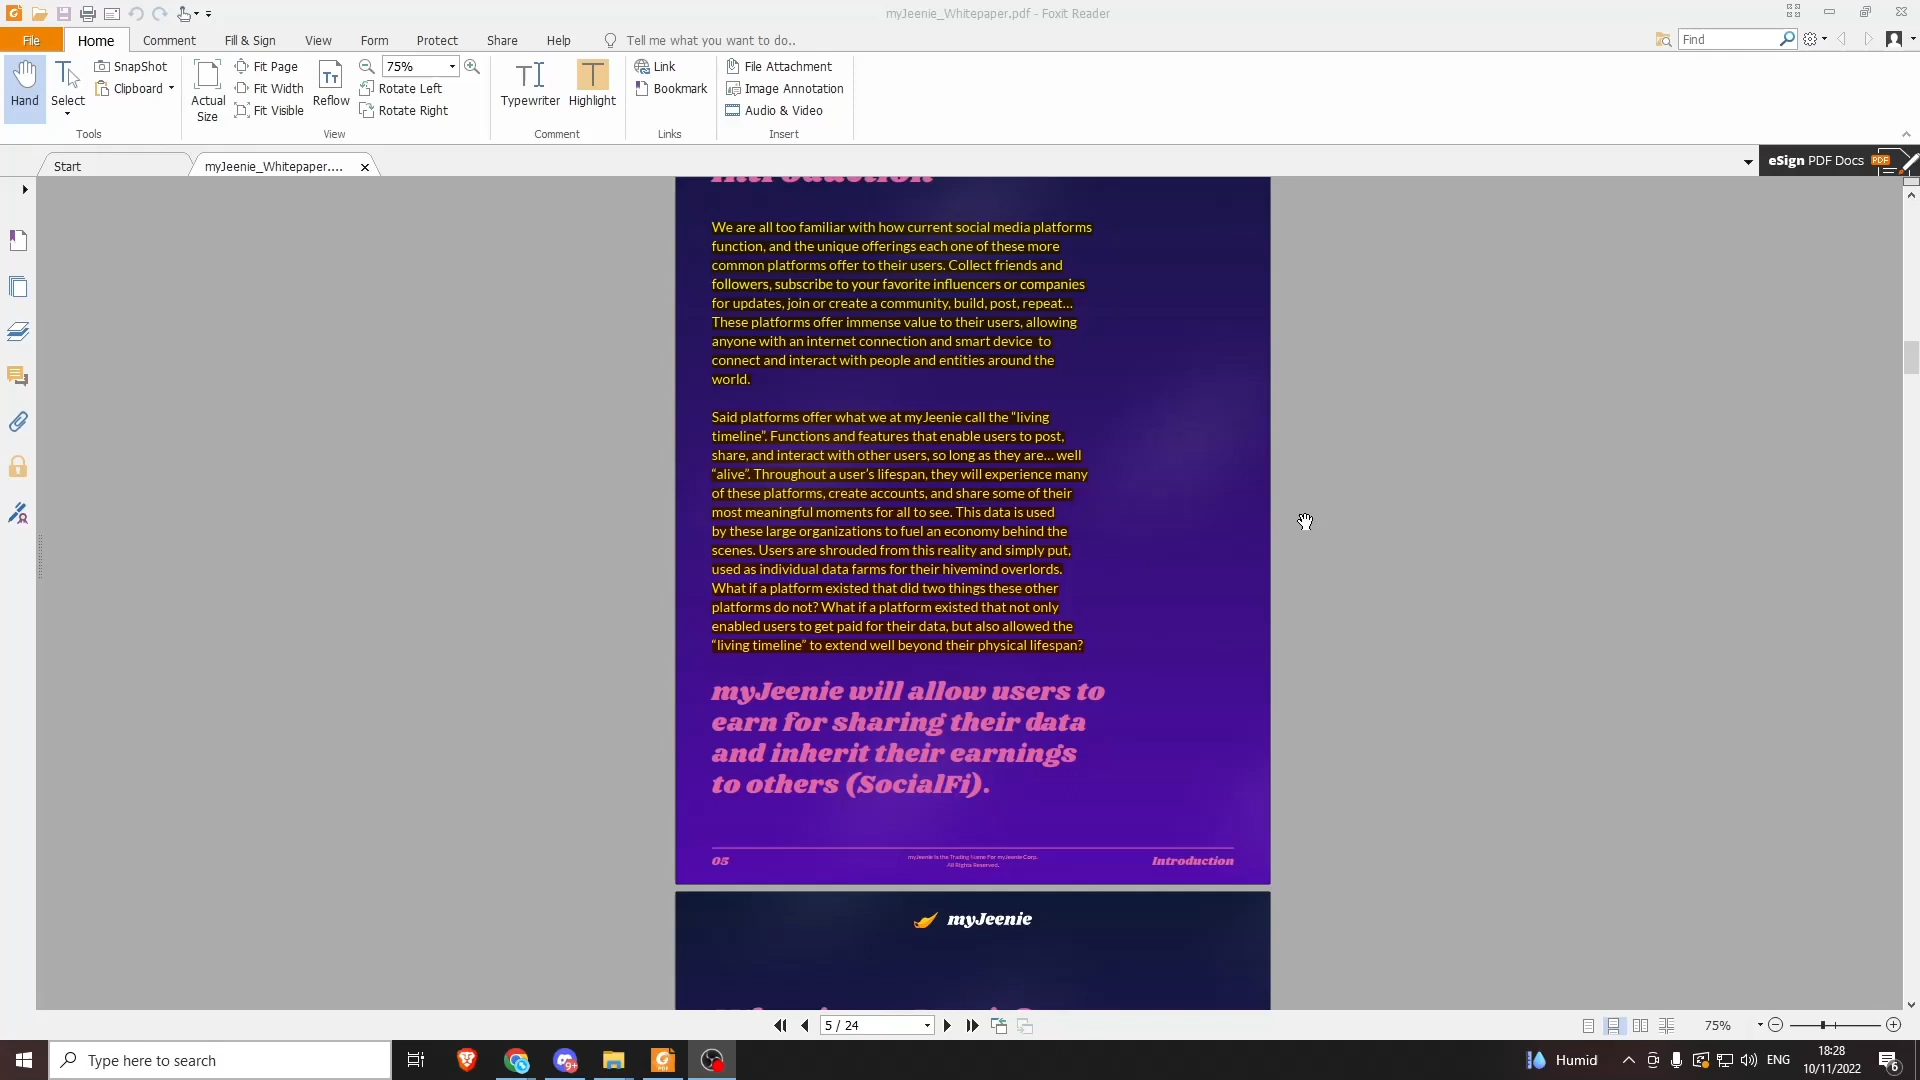 myJeenie_Whitepaper.pdf - Foxit Reader
File
Home
Comment
Fill & Sign
View
Form
Protect
Share
Help
Tell me what you want to do..
Find
Hand
Select
SnapShot
Clipboard
Tools
Actual
Size
Fit Page
Fit Width
Fit Visible
Reflow
75%
Rotate Left
Rotate Right
View
Typewriter
Highlight
Comment
Link
Bookmark
Links
File Attachment
Image Annotation
Audio & Video
Insert
Start
myJeenie_Whitepaper....
eSign PDF Docs
PDF
Introduction
We are all too familiar with how current social media platforms
function, and the unique offerings each one of these more
common platforms offer to their users. Collect friends and
followers, subscribe to your favorite influencers or companies
for updates, join or create a community, build, post, repeat…
These platforms offer immense value to their users, allowing
anyone with an internet connection and smart device  to
connect and interact with people and entities around the
world.
Said platforms offer what we at myJeenie call the “living
timeline”. Functions and features that enable users to post,
share, and interact with other users, so long as they are… well
“alive”. Throughout a user’s lifespan, they will experience many
of these platforms, create accounts, and share some of their
most meaningful moments for all to see. This data is used
by these large organizations to fuel an economy behind the
scenes. Users are shrouded from this reality and simply put,
used as individual data farms for their hivemind overlords.
What if a platform existed that did two things these other
platforms do not? What if a platform existed that not only
enabled users to get paid for their data, but also allowed the
“living timeline” to extend well beyond their physical lifespan?
myJeenie will allow users to
earn for sharing their data
and inherit their earnings
to others (SocialFi).
05
myJeenie Is the Trading Name For myJeenie Corp.
All Rights Reserved.
Introduction
myJeenie
5 / 24
75%
Type here to search
9+
Humid
ENG
18:28
10/11/2022
6